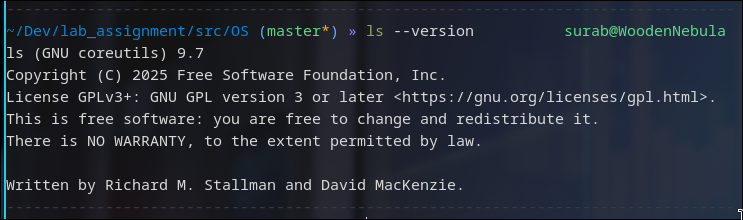 ~/Dev/lab_assignment/src/OS (master*) » ls --version surab@WoodenNebula
ls (GNU coreutils) 9.7
Copyright (C) 2025 Free Software Foundation, Inc.
License GPLv3+: GNU GPL version 3 or later <https://gnu.org/licenses/gpl.html>.
This is free software: you are free to change and redistribute it.
There is NO WARRANTY, to the extent permitted by law.
Written by Richard M. Stallman and David MacKenzie.